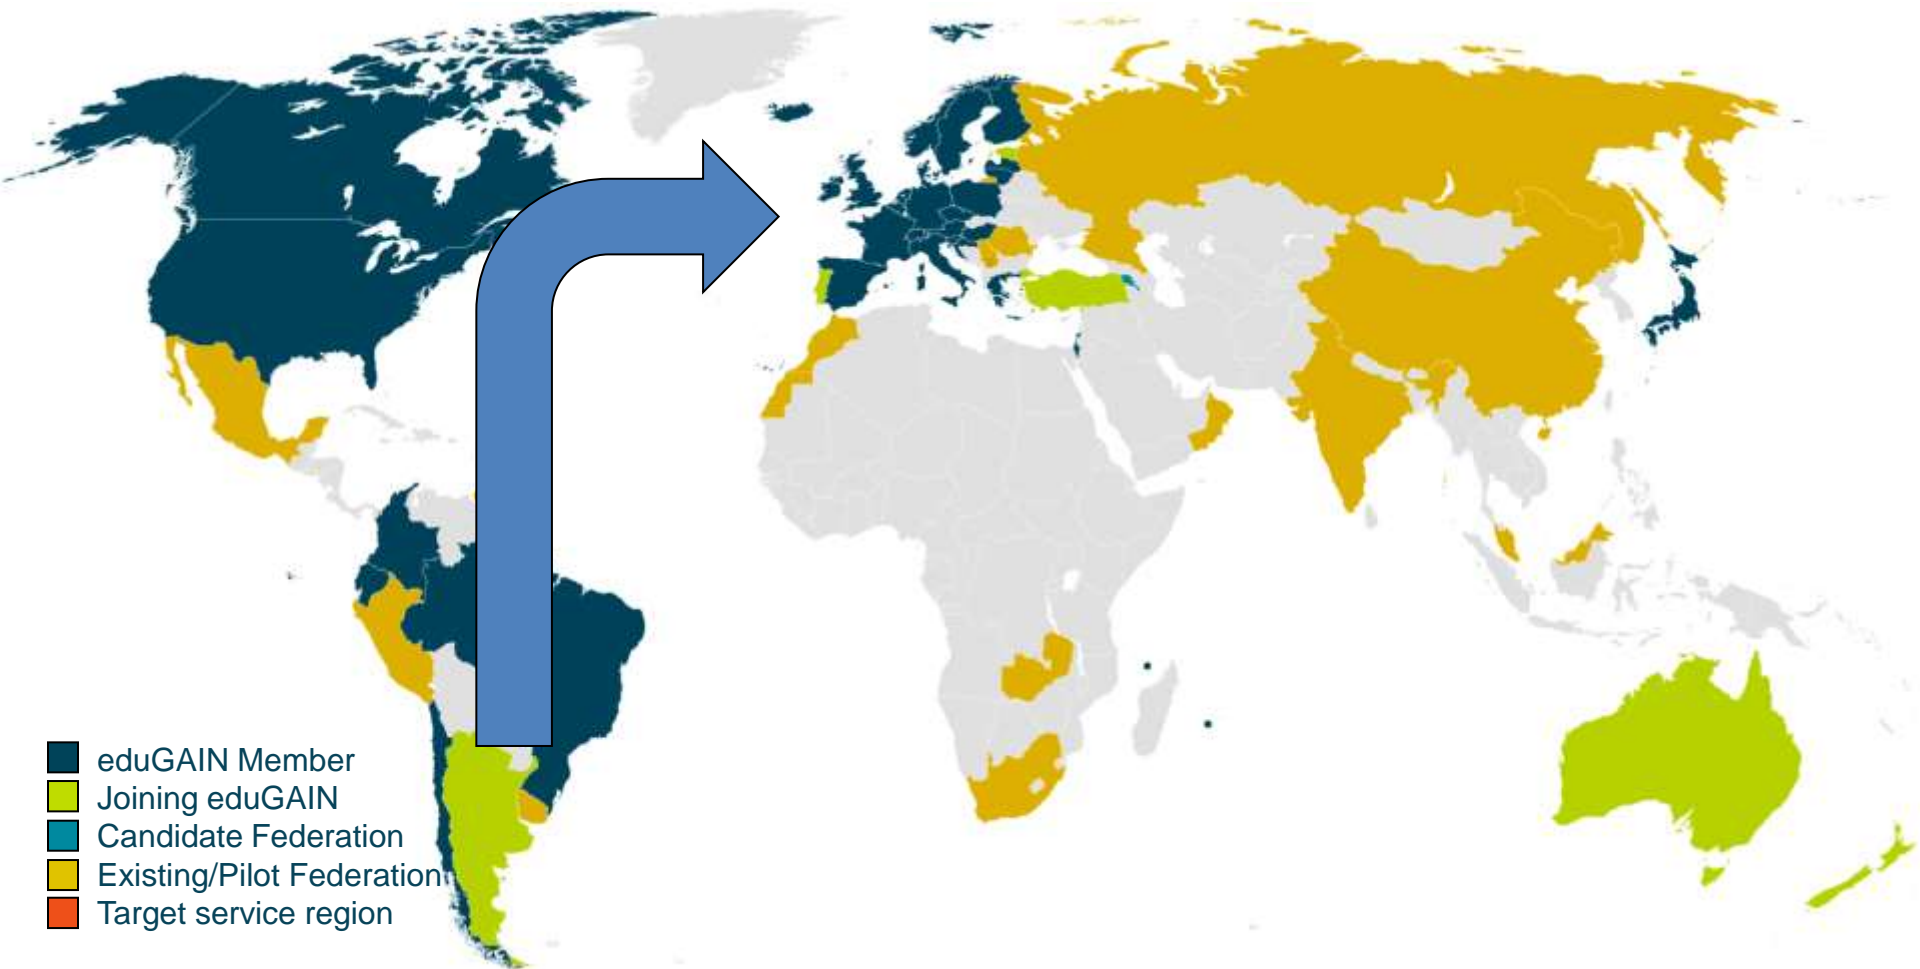 eduGAIN Member
Joining eduGAIN
Candidate Federation
Existing/Pilot Federation
Target service region